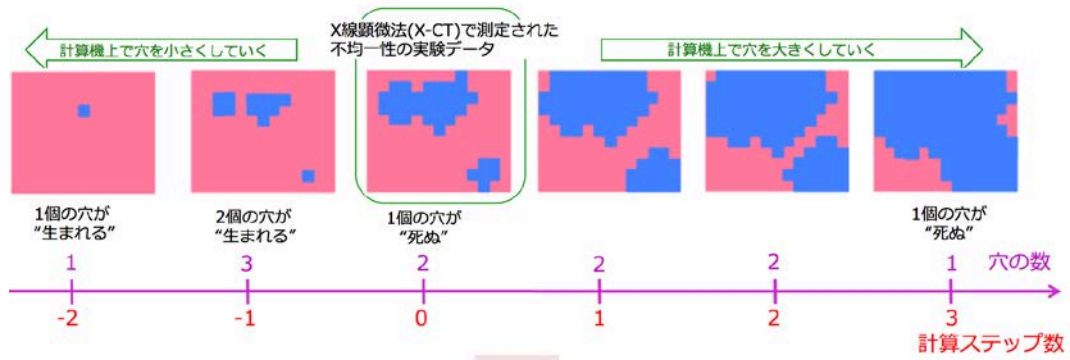 X線顕微法(X-CT)で測定された
不均一性の実験データ
計算機上で穴を小さくしていく
計算機上で穴を大きくしていく
1個の穴が
“生まれる”
2個の穴が
“生まれる”
1個の穴が
“死ぬ”
1個の穴が
“死ぬ”
1 3 2 2 2 1 穴の数
-2 -1 0 1 2 3
計算ステップ数